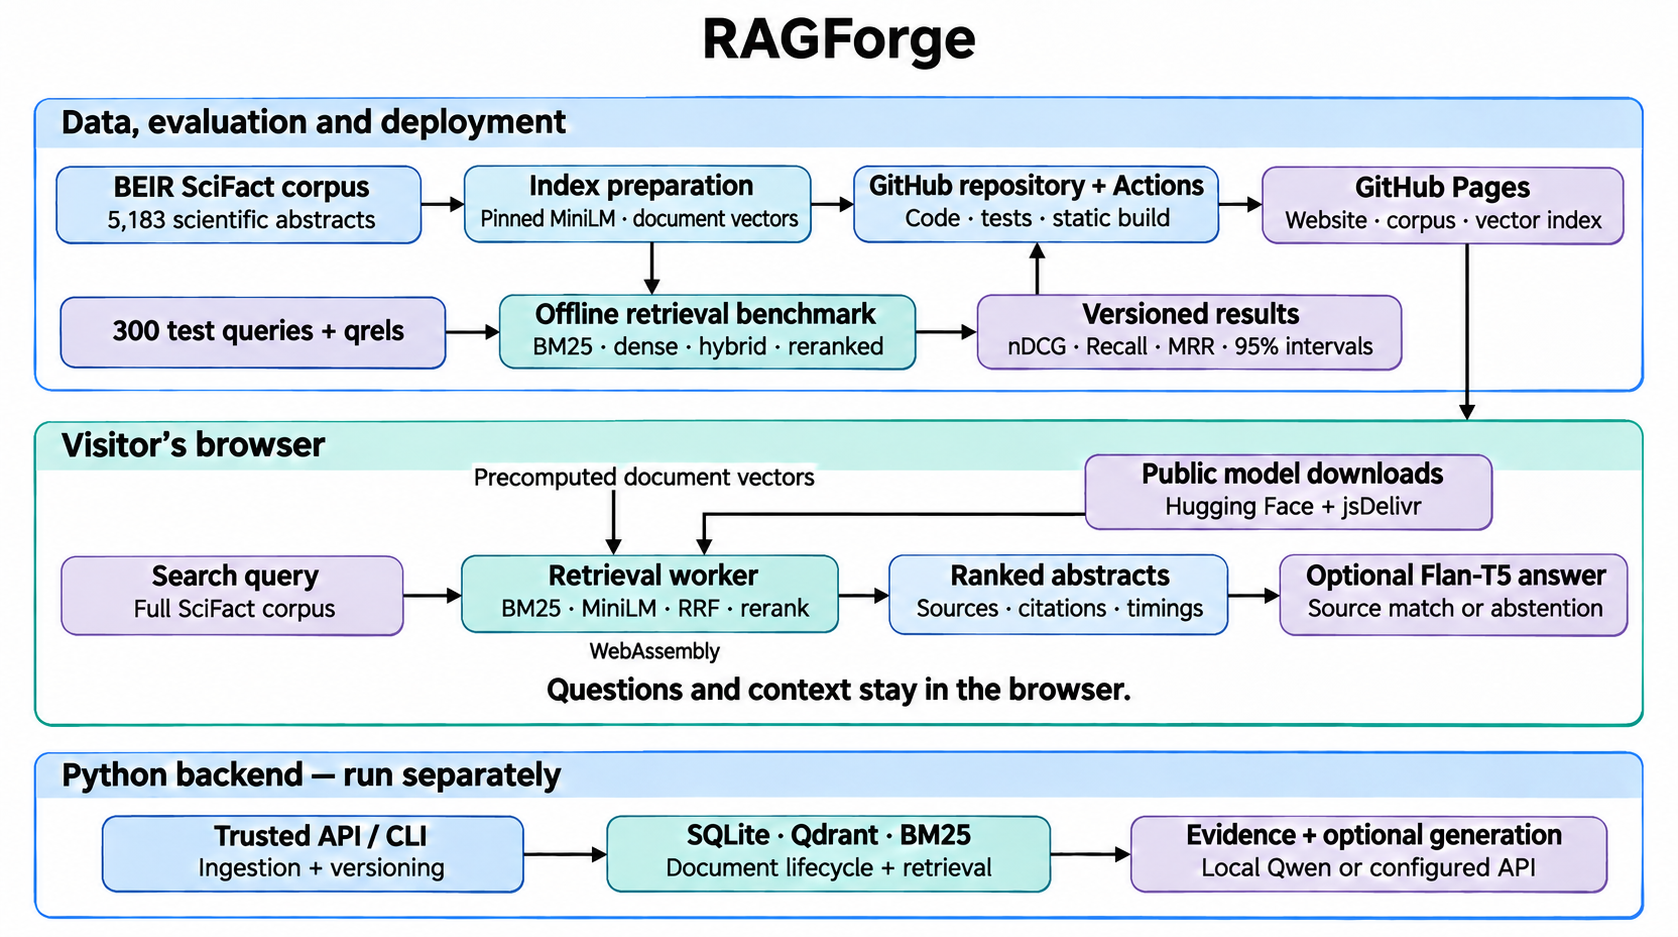 RAGForge
Data, evaluation and deployment
BEIR SciFact corpus
5,183 scientific abstracts
Index preparation
Pinned MiniLM · document vectors
GitHub repository + Actions
Code · tests · static build
GitHub Pages
Website · corpus · vector index
300 test queries + qrels
Offline retrieval benchmark
BM25 · dense · hybrid · reranked
Versioned results
nDCG · Recall · MRR · 95% intervals
Visitor’s browser
Precomputed document vectors
Public model downloads
Hugging Face + jsDelivr
Search query
Full SciFact corpus
Retrieval worker
BM25 · MiniLM · RRF · rerank
WebAssembly
Ranked abstracts
Sources · citations · timings
Optional Flan-T5 answer
Source match or abstention
Questions and context stay in the browser.
Python backend — run separately
Trusted API / CLI
Ingestion + versioning
SQLite · Qdrant · BM25
Document lifecycle + retrieval
Evidence + optional generation
Local Qwen or configured API